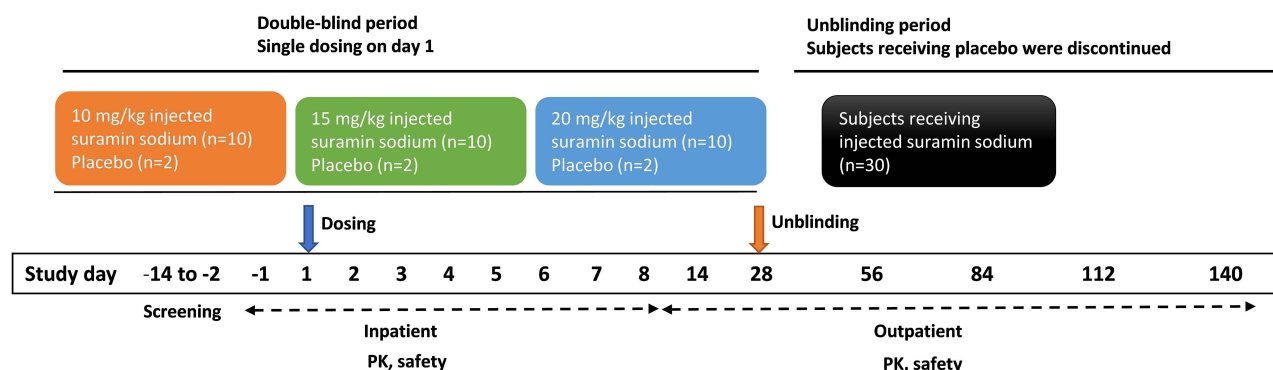 Double-blind period
Single dosing on day 1
Unblinding period
Subjects receiving placebo were discontinued
10 mg/kg injected
suramin sodium (n=10)
Placebo (n=2)
15 mg/kg injected
suramin sodium (n=10)
Placebo (n=2)
20 mg/kg injected
suramin sodium (n=10)
Placebo (n=2)
Subjects receiving
injected suramin sodium
(n=30)
Dosing
Unblinding
Study day -14 to -2 -1 1 2 3 4 5 6 7 8 14 28 56 84 112 140
Screening
Inpatient
PK, safety
Outpatient
PK, safety